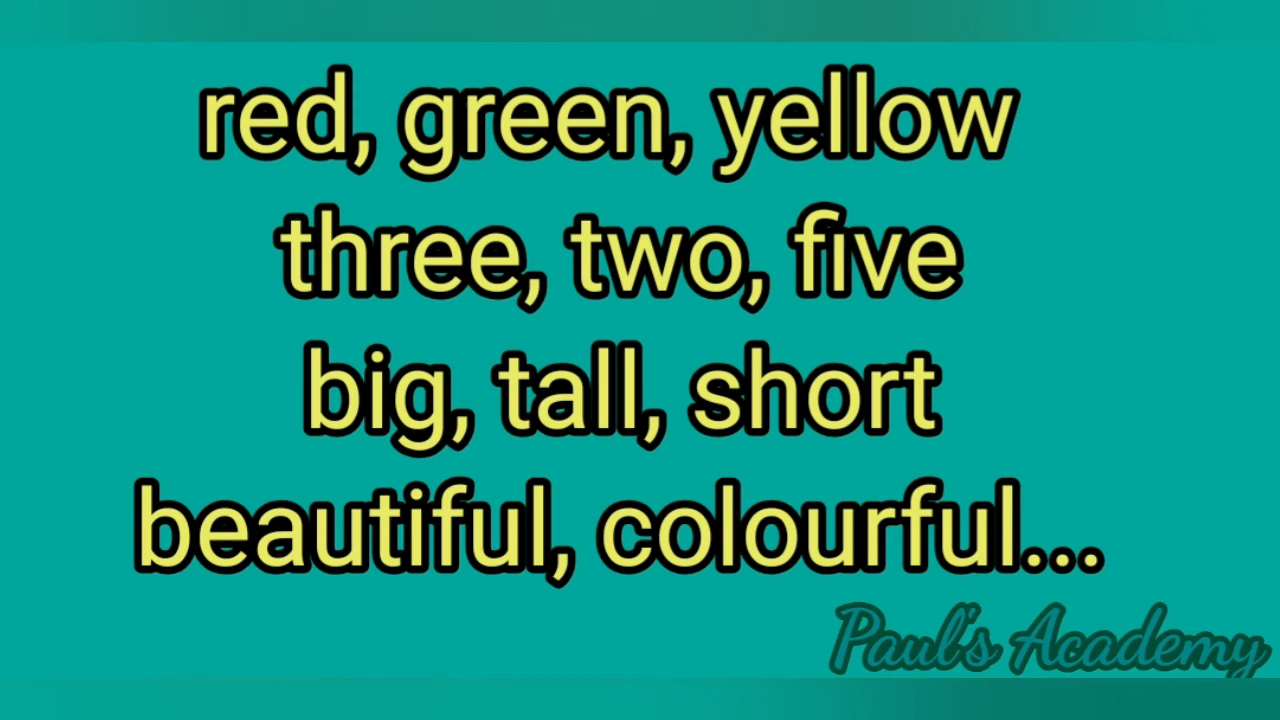 red, green, yellow
three, two, five
big, tall, short
beautiful, colourful...
Paul's Academy